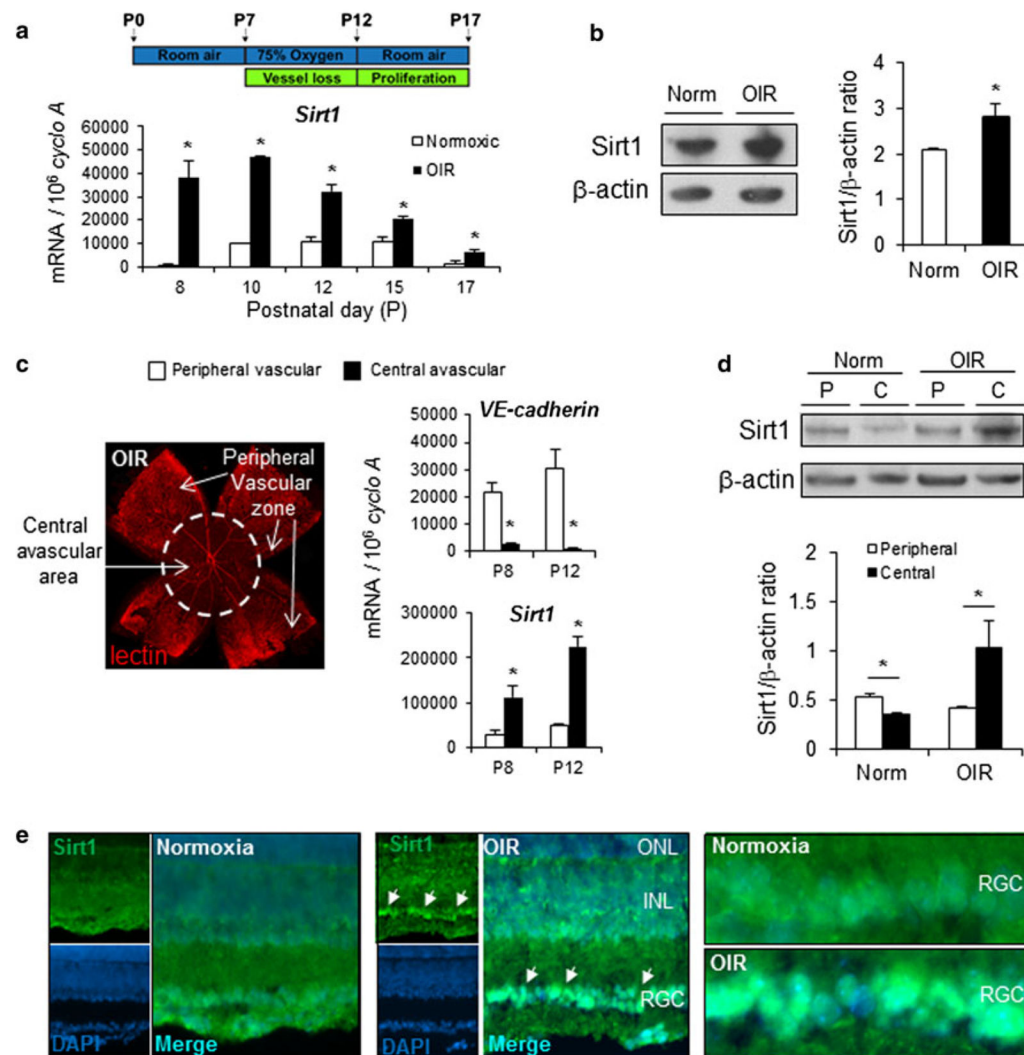 a
P0 P7 P12 P17
Room air 75% Oxygen Room air
Vessel loss Proliferation
Sirt1
mRNA / 10⁶ cyclo A
60000
50000
40000
30000
20000
10000
0
Normoxic
OIR
* * * * *
8 10 12 15 17
Postnatal day (P)
b
Norm OIR
Sirt1
β-actin
Sirt1/β-actin ratio
4
3
2
1
0
*
Norm OIR
c
Peripheral vascular Central avascular
OIR
Peripheral
Vascular
zone
Central
avascular
area
lectin
mRNA / 10⁶ cyclo A
VE-cadherin
50000
40000
30000
20000
10000
0
* *
P8 P12
Sirt1
300000
200000
100000
0
* *
P8 P12
d
Norm OIR
P C P C
Sirt1
β-actin
Sirt1/β-actin ratio
2
1.5
1
0.5
0
Peripheral
Central
* *
Norm OIR
e
Sirt1
DAPI
Normoxia
Merge
Sirt1
DAPI
OIR
ONL
INL
RGC
Merge
Normoxia
RGC
OIR
RGC